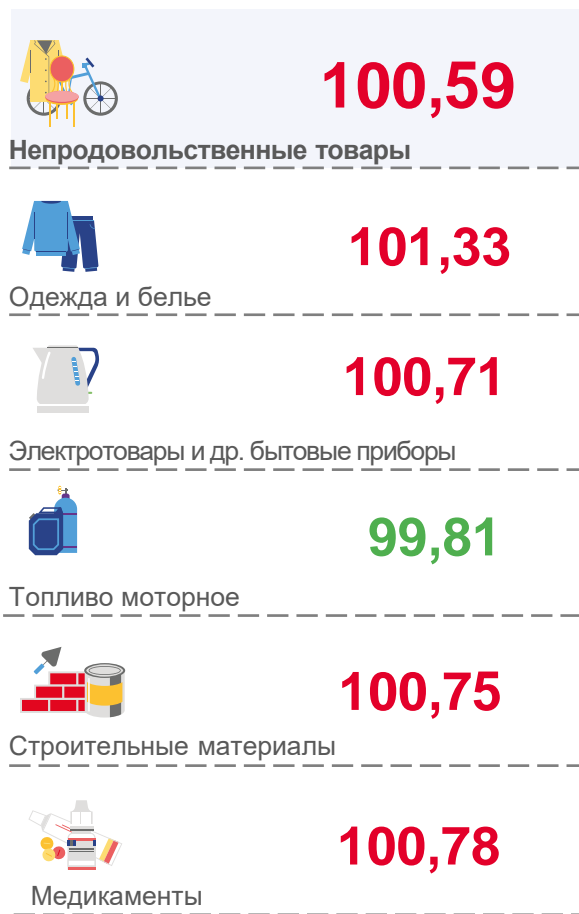 100,59
Непродовольственные товары
101,33
Одежда и белье
100,71
Электротовары и др. бытовые приборы
99,81
Топливо моторное
100,75
Строительные материалы
100,78
Медикаменты